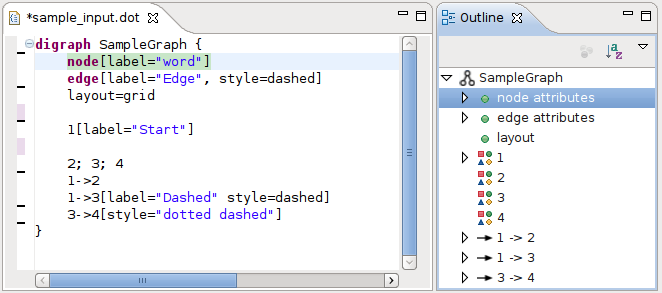 *sample_input.dot
digraph SampleGraph {
node[label="word"]
edge[label="Edge", style=dashed]
layout=grid
1[label="Start"]
2; 3; 4
1->2
1->3[label="Dashed" style=dashed]
3->4[style="dotted dashed"]
}
Outline
SampleGraph
node attributes
edge attributes
layout
1
2
3
4
1 -> 2
1 -> 3
3 -> 4